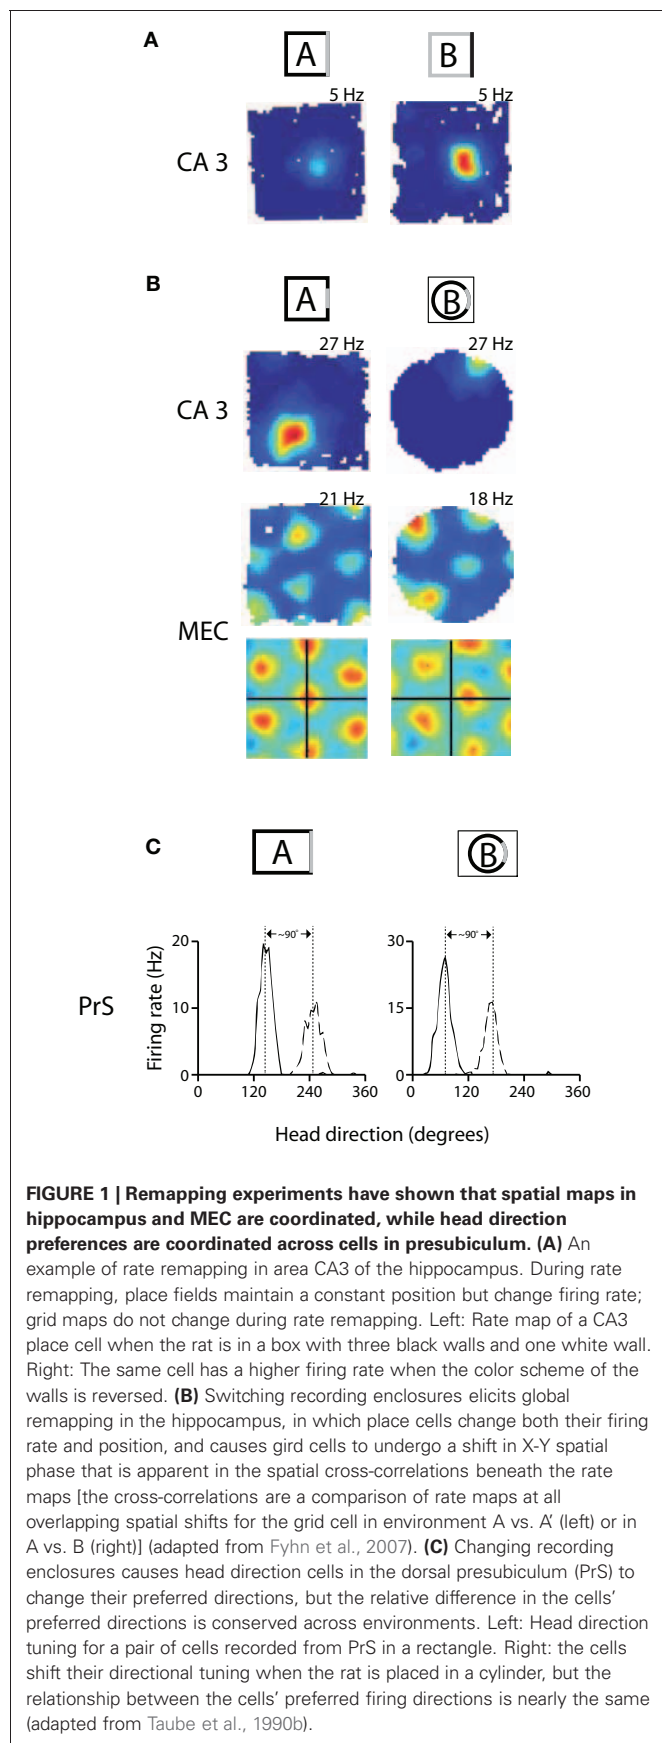 A
A B
5 Hz 5 Hz
CA 3
B
A B
27 Hz 27 Hz
CA 3
21 Hz 18 Hz
MEC
C
A B
~90° ~90°
20 30
10 15
0 0
Firing rate (Hz)
PrS
0 120 240 360 0 120 240 360
Head direction (degrees)
FIGURE 1 | Remapping experiments have shown that spatial maps in
hippocampus and MEC are coordinated, while head direction
preferences are coordinated across cells in presubiculum. (A) An
example of rate remapping in area CA3 of the hippocampus. During rate
remapping, place fields maintain a constant position but change firing rate;
grid maps do not change during rate remapping. Left: Rate map of a CA3
place cell when the rat is in a box with three black walls and one white wall.
Right: The same cell has a higher firing rate when the color scheme of the
walls is reversed. (B) Switching recording enclosures elicits global
remapping in the hippocampus, in which place cells change both their firing
rate and position, and causes gird cells to undergo a shift in X-Y spatial
phase that is apparent in the spatial cross-correlations beneath the rate
maps [the cross-correlations are a comparison of rate maps at all
overlapping spatial shifts for the grid cell in environment A vs. A′ (left) or in
A vs. B (right)] (adapted from Fyhn et al., 2007). (C) Changing recording
enclosures causes head direction cells in the dorsal presubiculum (PrS) to
change their preferred directions, but the relative difference in the cells'
preferred directions is conserved across environments. Left: Head direction
tuning for a pair of cells recorded from PrS in a rectangle. Right: the cells
shift their directional tuning when the rat is placed in a cylinder, but the
relationship between the cells' preferred firing directions is nearly the same
(adapted from Taube et al., 1990b).